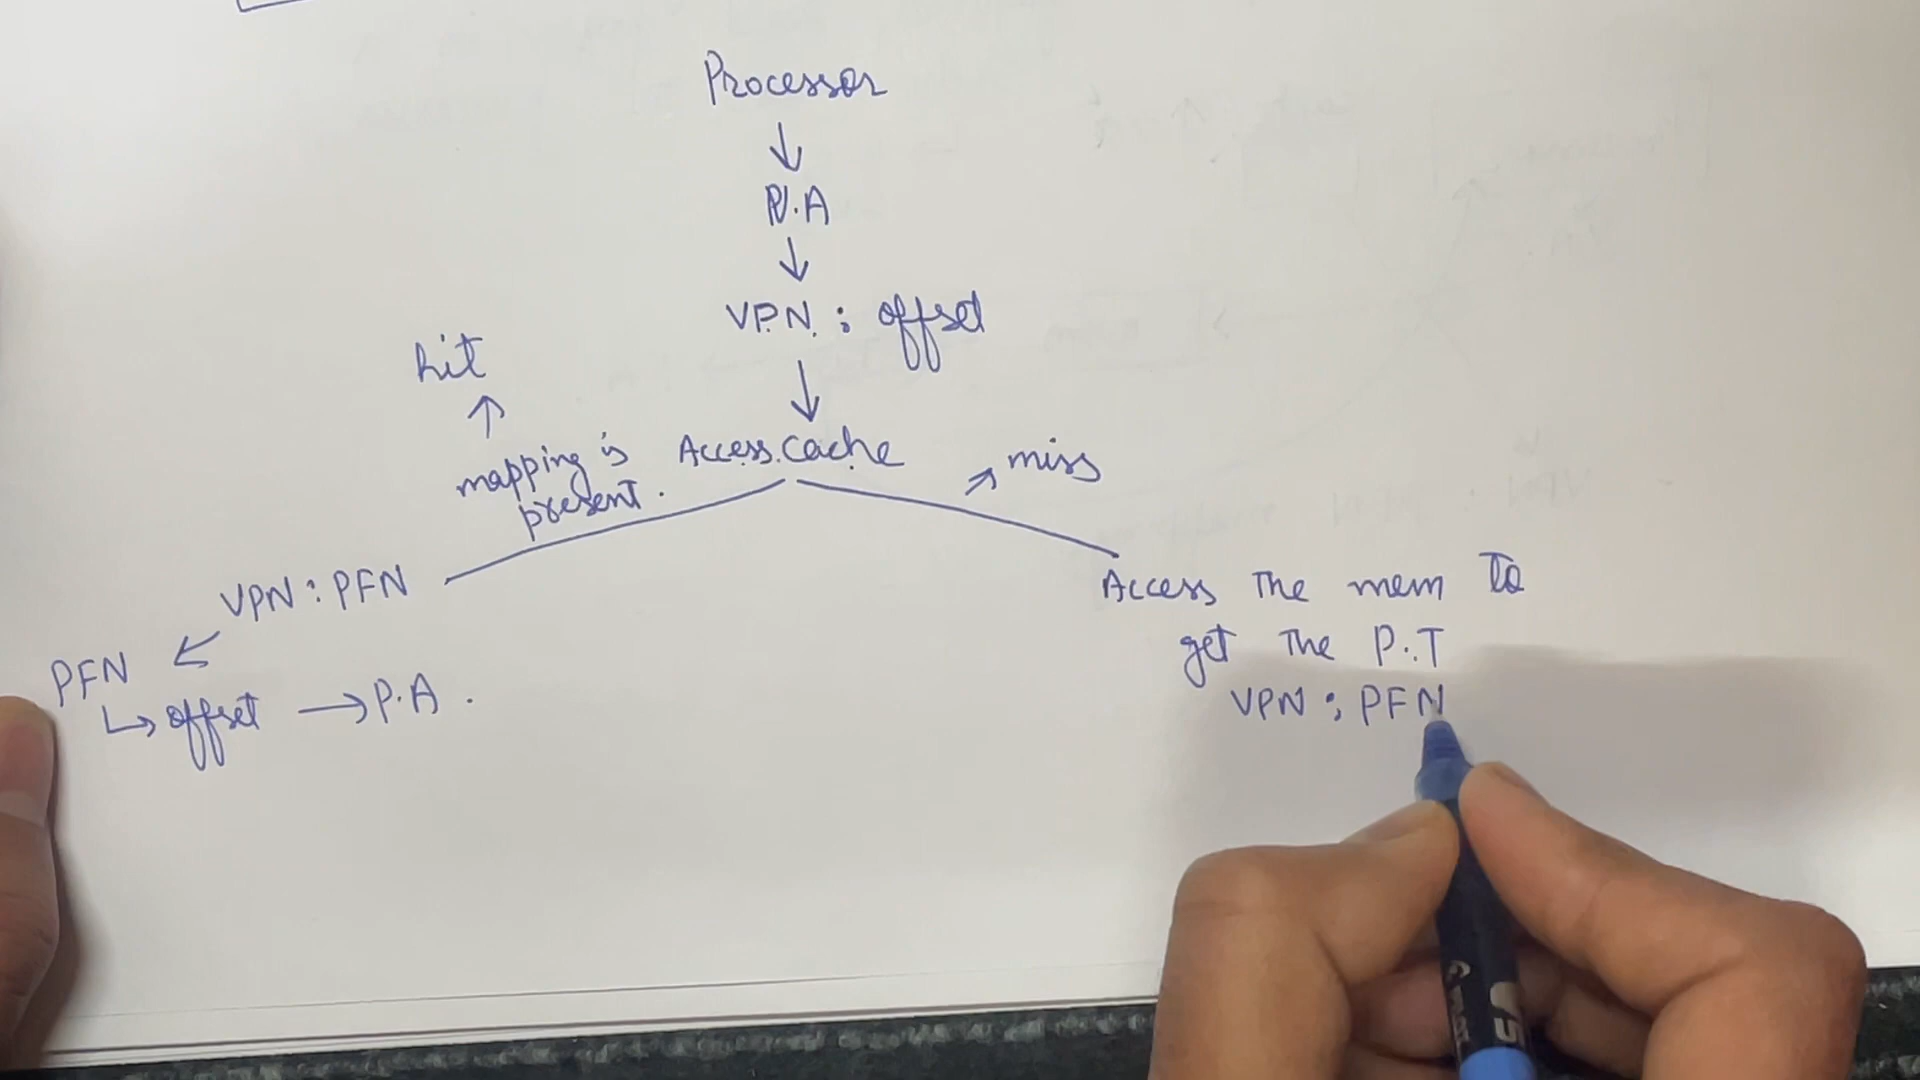 Processor
V.A
VPN : offset
hit
mapping is
present.
Access Cache
miss
VPN : PFN
PFN
offset → P.A.
Access The mem To
get The P.T
VPN : PFN